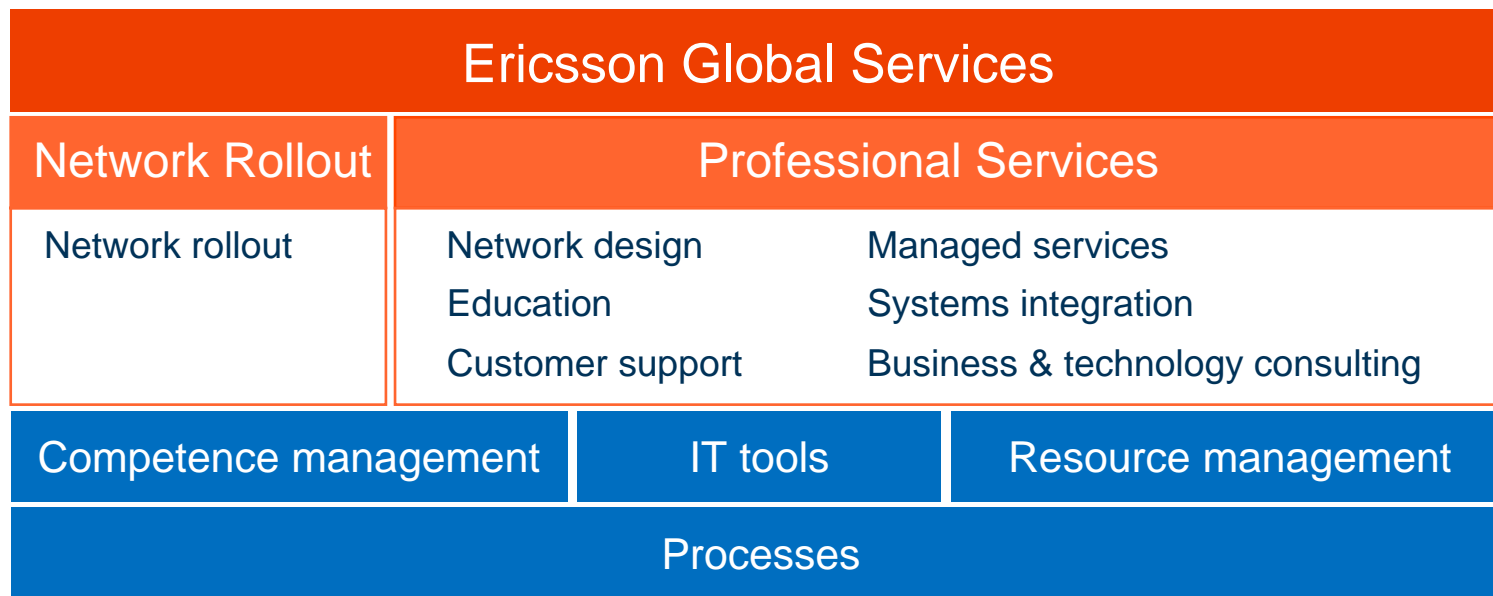 Ericsson Global Services
Network Rollout
Professional Services
Network rollout
Network design
Education
Customer support
Managed services
Systems integration
Business & technology consulting
Competence management
IT tools
Resource management
Processes